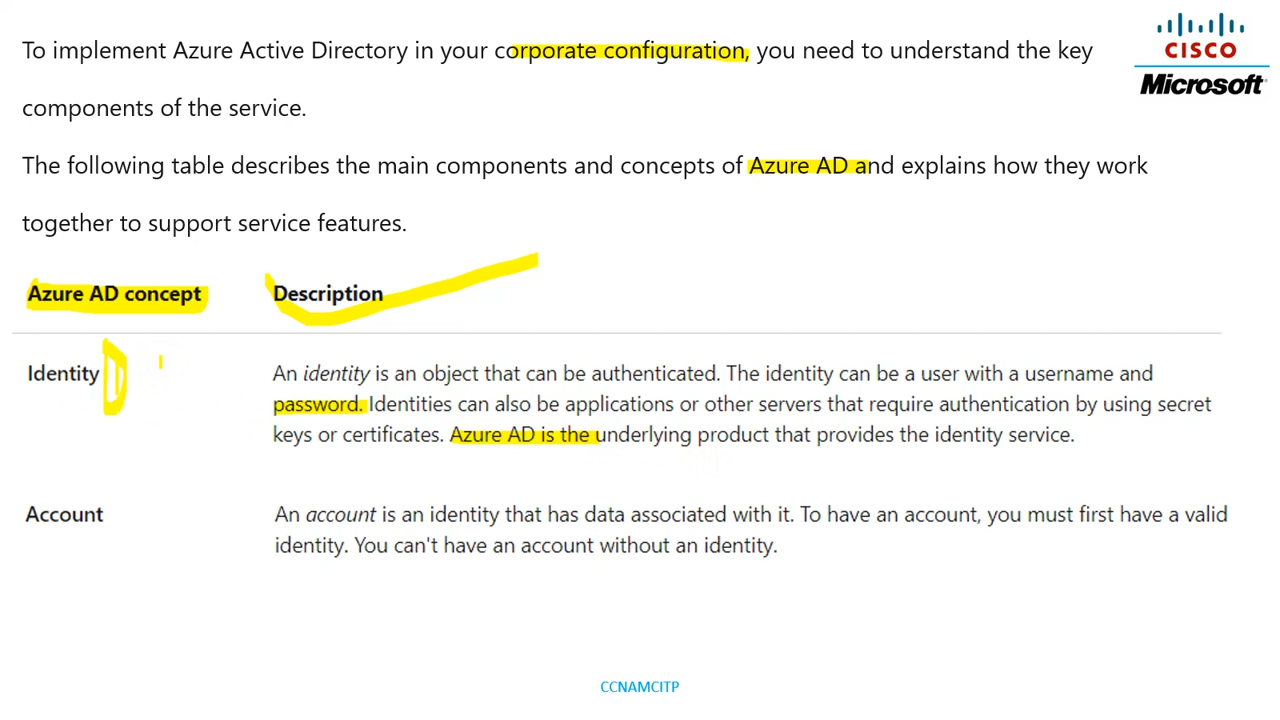 To implement Azure Active Directory in your corporate configuration, you need to understand the key
components of the service.
The following table describes the main components and concepts of Azure AD and explains how they work
together to support service features.
CISCO
Microsoft
Azure AD concept Description
Identity An identity is an object that can be authenticated. The identity can be a user with a username and
password. Identities can also be applications or other servers that require authentication by using secret
keys or certificates. Azure AD is the underlying product that provides the identity service.
Account An account is an identity that has data associated with it. To have an account, you must first have a valid
identity. You can't have an account without an identity.
CCNAMCITP